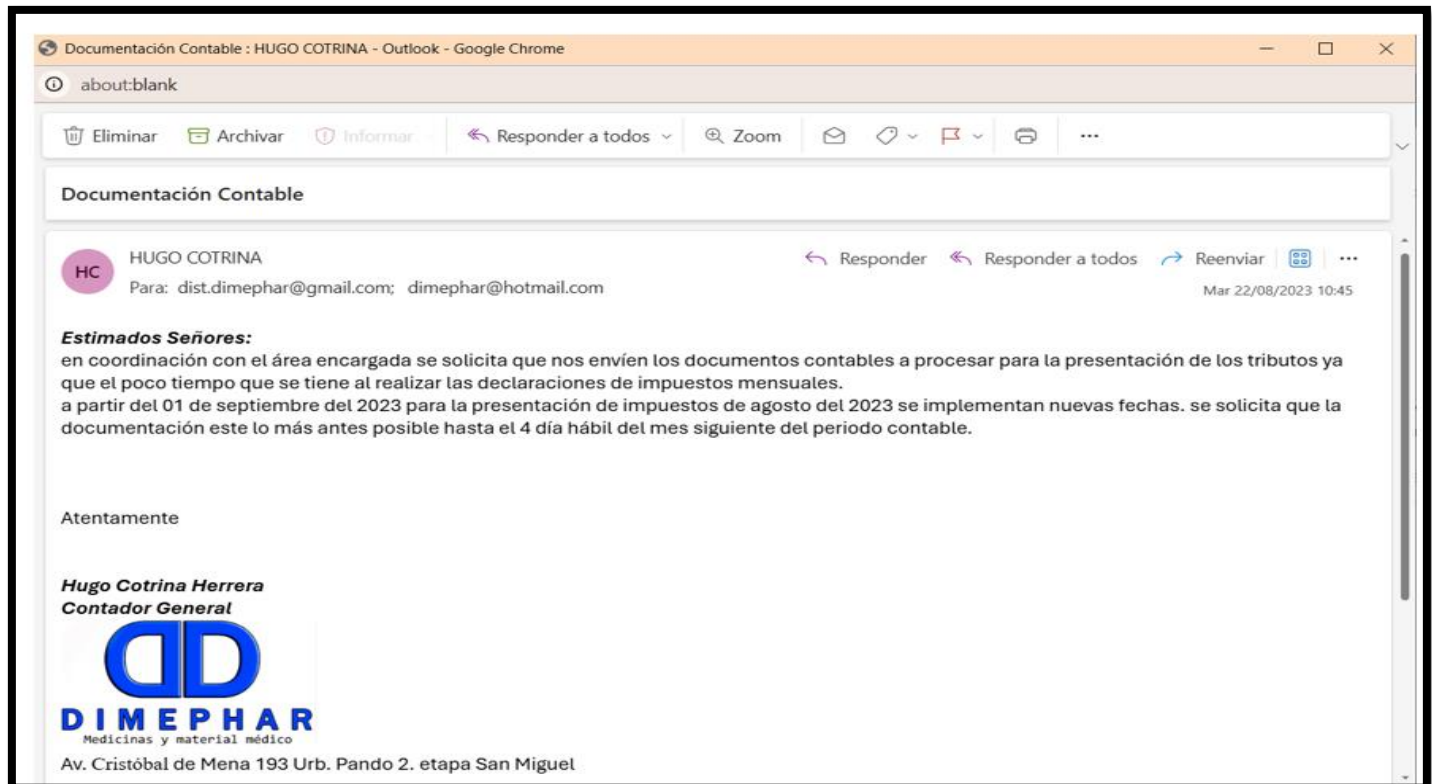 Documentación Contable : HUGO COTRINA - Outlook - Google Chrome
about:blank
Eliminar Archivar Informar Responder a todos Zoom ...
Documentación Contable
HC
HUGO COTRINA
Responder Responder a todos Reenviar ...
Para: dist.dimephar@gmail.com; dimephar@hotmail.com
Mar 22/08/2023 10:45
Estimados Señores:
en coordinación con el área encargada se solicita que nos envíen los documentos contables a procesar para la presentación de los tributos ya
que el poco tiempo que se tiene al realizar las declaraciones de impuestos mensuales.
a partir del 01 de septiembre del 2023 para la presentación de impuestos de agosto del 2023 se implementan nuevas fechas. se solicita que la
documentación este lo más antes posible hasta el 4 día hábil del mes siguiente del periodo contable.
Atentamente
Hugo Cotrina Herrera
Contador General
DIMEPHAR
Medicinas y material médico
Av. Cristóbal de Mena 193 Urb. Pando 2. etapa San Miguel